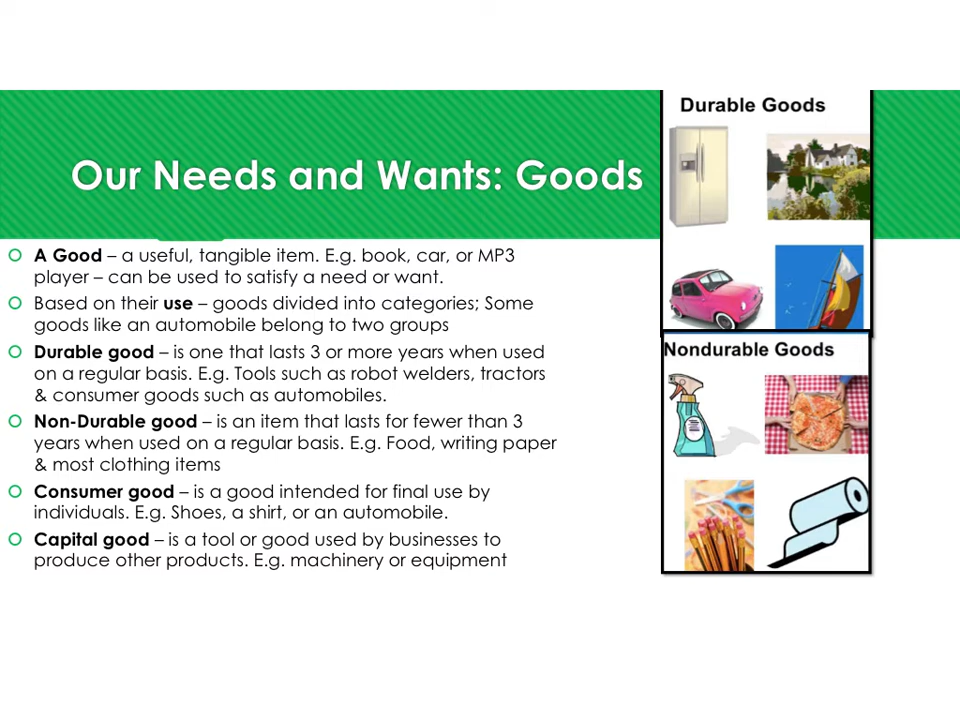 Our Needs and Wants: Goods
A Good – a useful, tangible item. E.g. book, car, or MP3
player – can be used to satisfy a need or want.
Based on their use – goods divided into categories; Some
goods like an automobile belong to two groups
Durable good – is one that lasts 3 or more years when used
on a regular basis. E.g. Tools such as robot welders, tractors
& consumer goods such as automobiles.
Non-Durable good – is an item that lasts for fewer than 3
years when used on a regular basis. E.g. Food, writing paper
& most clothing items
Consumer good – is a good intended for final use by
individuals. E.g. Shoes, a shirt, or an automobile.
Capital good – is a tool or good used by businesses to
produce other products. E.g. machinery or equipment
Durable Goods
Nondurable Goods